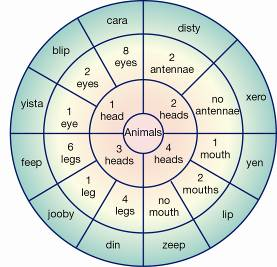 cara
disty
blip
8
eyes
2
antennae
xero
2
eyes
no
antennae
yista
1
eye
1
head
2
heads
Animals
1
mouth
yen
feep
6
legs
3
heads
4
heads
2
mouths
jooby
1
leg
4
legs
no
mouth
lip
din
zeep